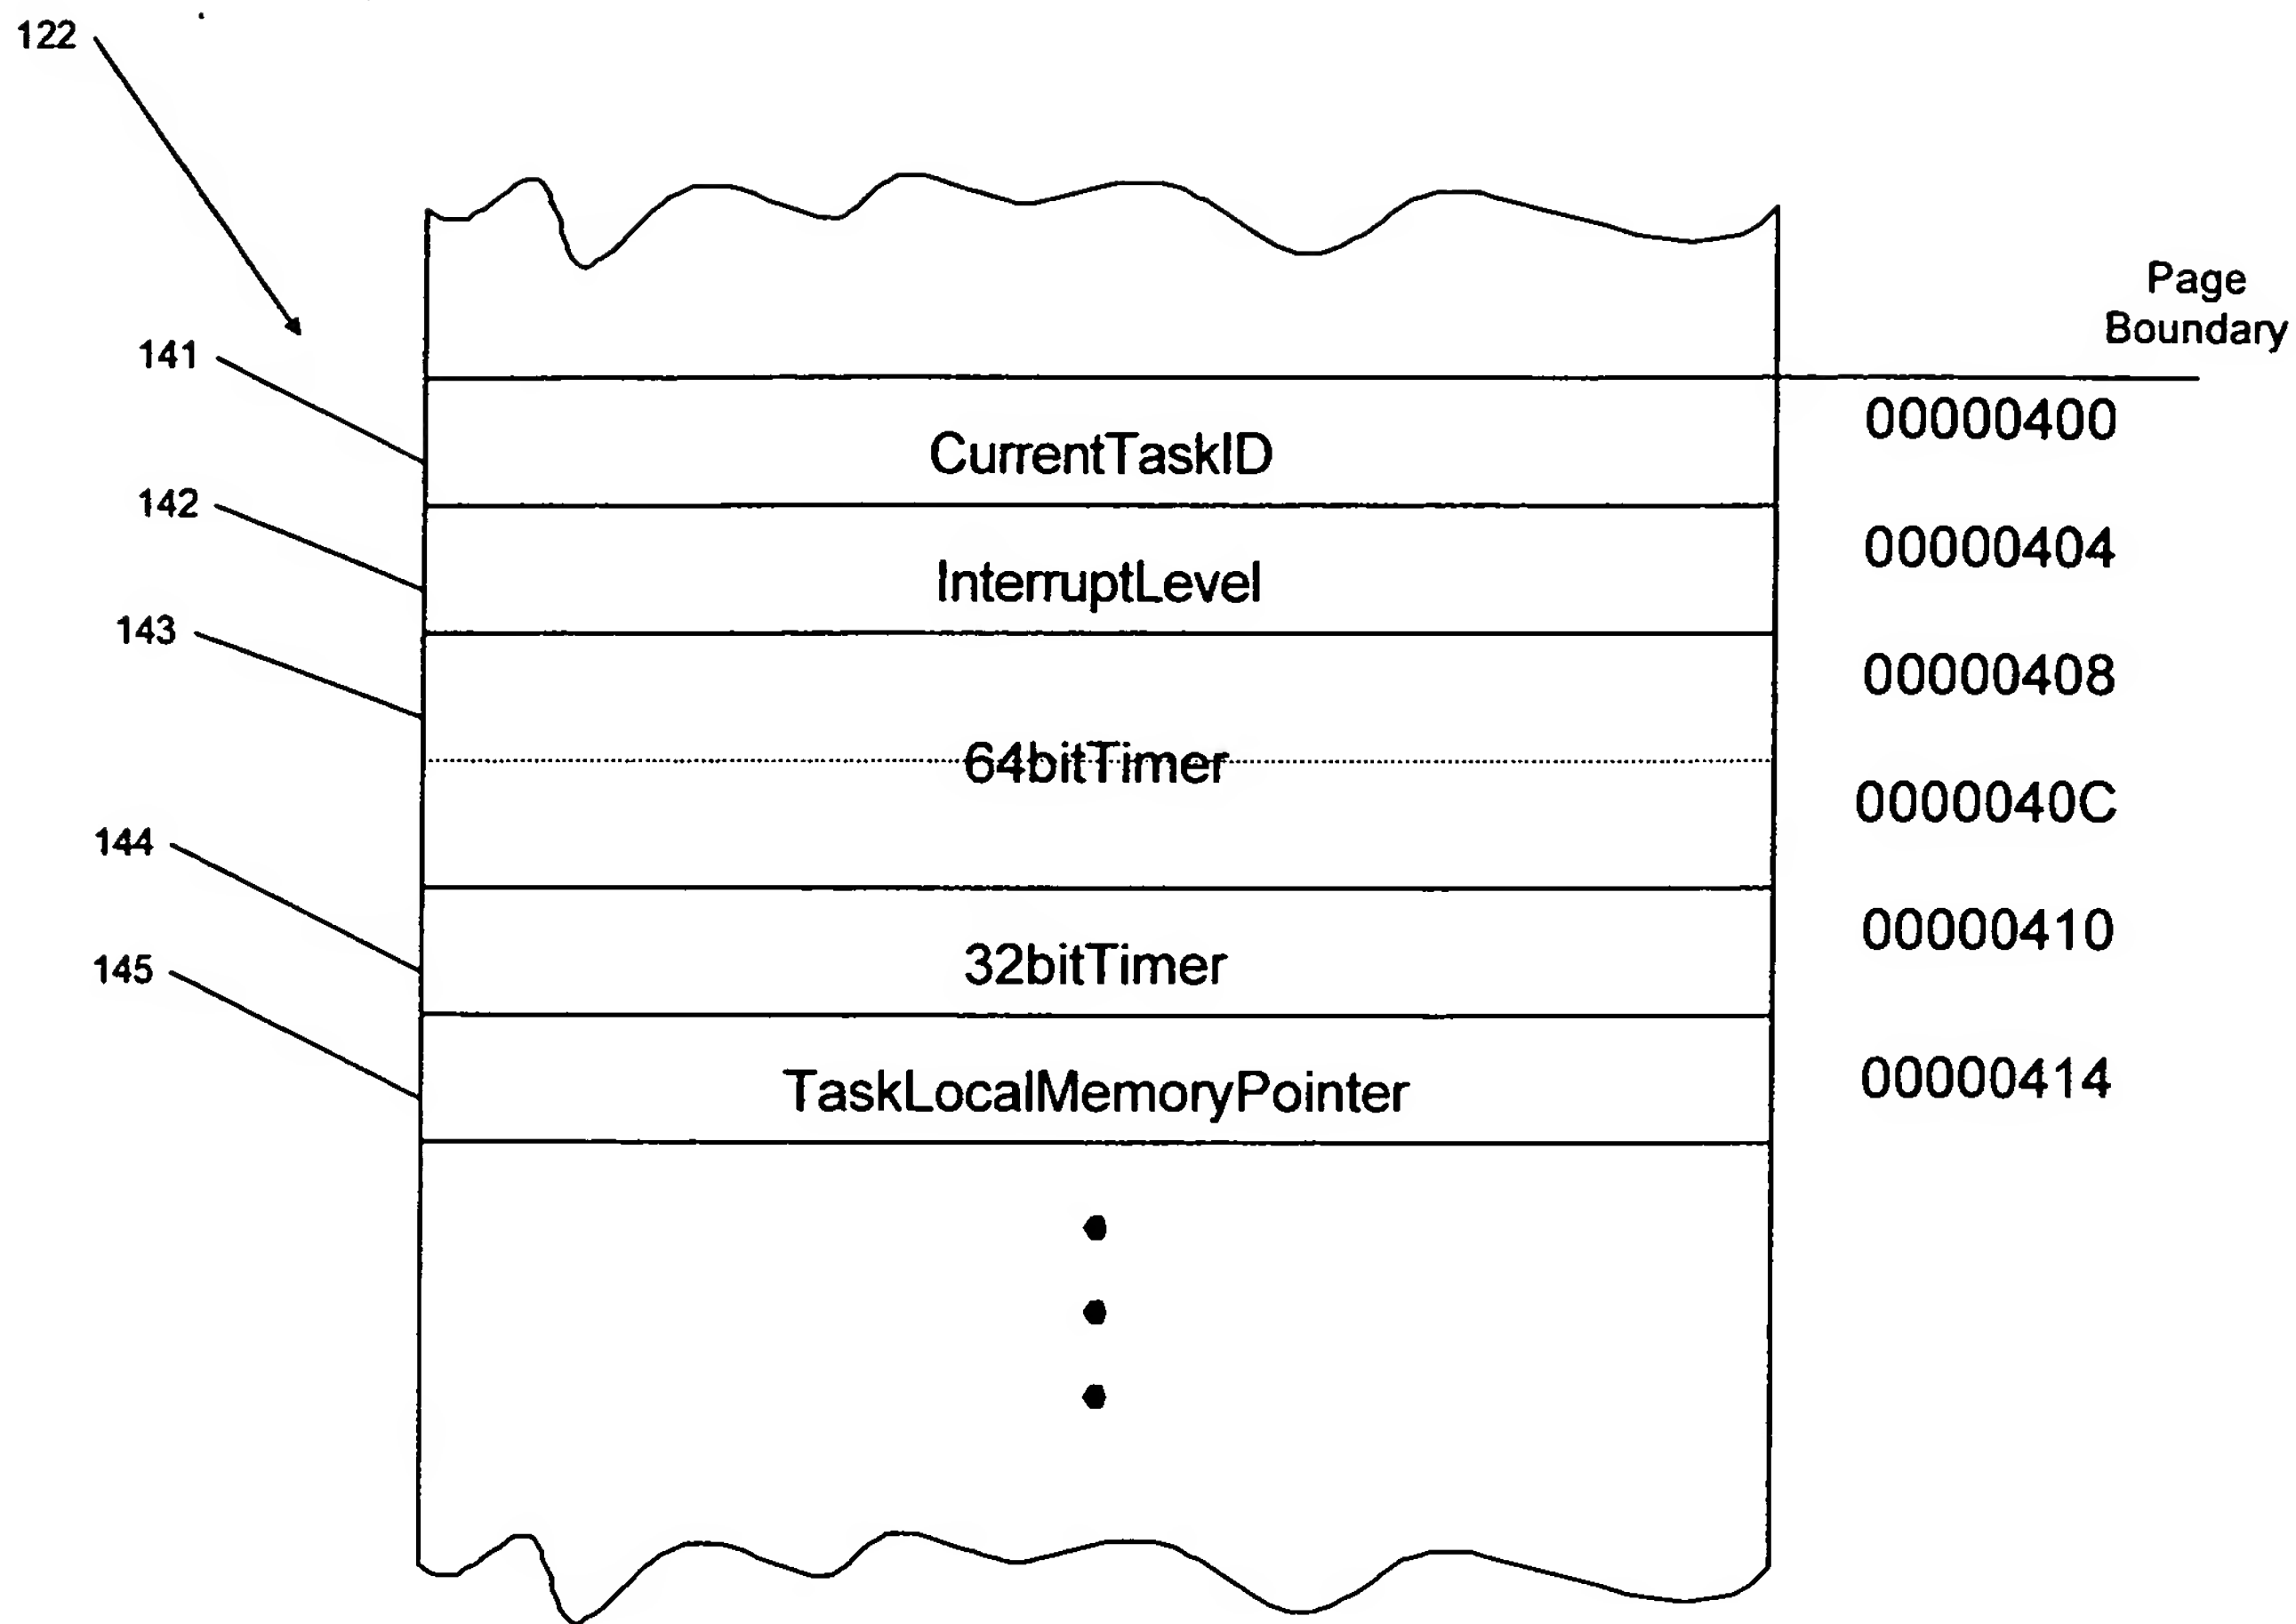 122
Page
Boundary
141
00000400
CurrentTaskID
142
00000404
InterruptLevel
143
00000408
64bitTimer
0000040C
144
00000410
32bitTimer
145
00000414
TaskLocalMemoryPointer